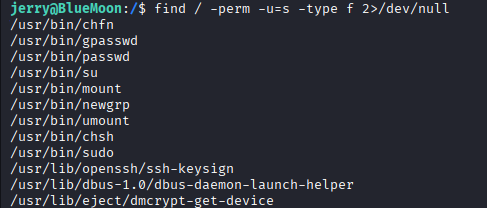 jerry@BlueMoon:/$ find / -perm -u=s -type f 2>/dev/null
/usr/bin/chfn
/usr/bin/gpasswd
/usr/bin/passwd
/usr/bin/su
/usr/bin/mount
/usr/bin/newgrp
/usr/bin/umount
/usr/bin/chsh
/usr/bin/sudo
/usr/lib/openssh/ssh-keysign
/usr/lib/dbus-1.0/dbus-daemon-launch-helper
/usr/lib/eject/dmcrypt-get-device